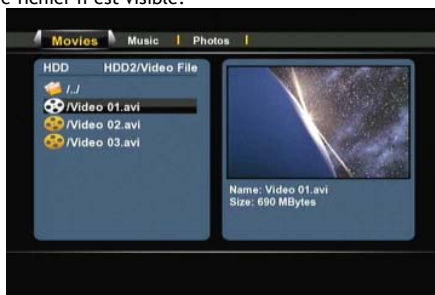 fichier n'est visible.
Movies Music Photos
HDD HDD2/Video File
/../
/Video 01.avi
/Video 02.avi
/Video 03.avi
Name: Video 01.avi
Size: 690 MBytes